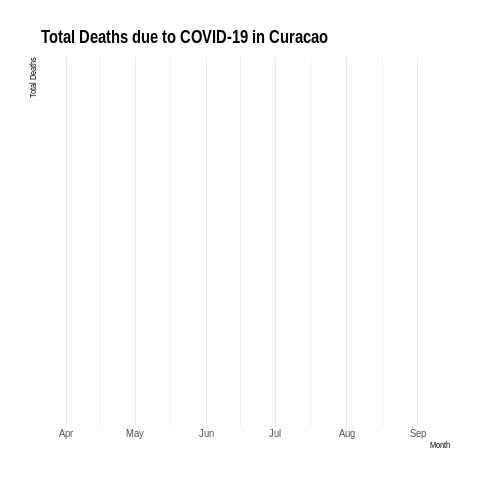 Total Deaths due to COVID-19 in Curacao
Total Deaths
Apr May Jun Jul Aug Sep
Month